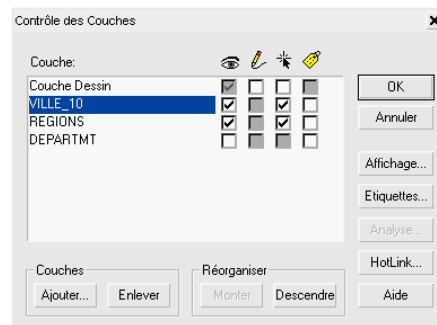 Contrôle des Couches
Couche:
Couche Dessin
VILLE_10
REGIONS
DEPARTMT
OK
Annuler
Affichage...
Etiquettes...
Analyse...
HotLink...
Aide
Couches
Ajouter... Enlever
Réorganiser
Monter Descendre